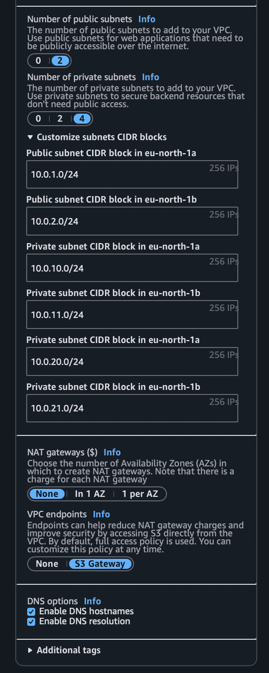 Number of public subnets Info
The number of public subnets to add to your VPC.
Use public subnets for web applications that need to
be publicly accessible over the internet.
0 2
Number of private subnets Info
The number of private subnets to add to your VPC.
Use private subnets to secure backend resources that
don't need public access.
0 2 4
Customize subnets CIDR blocks
Public subnet CIDR block in eu-north-1a
10.0.1.0/24 256 IPs
Public subnet CIDR block in eu-north-1b
10.0.2.0/24 256 IPs
Private subnet CIDR block in eu-north-1a
10.0.10.0/24 256 IPs
Private subnet CIDR block in eu-north-1b
10.0.11.0/24 256 IPs
Private subnet CIDR block in eu-north-1a
10.0.20.0/24 256 IPs
Private subnet CIDR block in eu-north-1b
10.0.21.0/24 256 IPs
NAT gateways ($) Info
Choose the number of Availability Zones (AZs) in
which to create NAT gateways. Note that there is a
charge for each NAT gateway
None In 1 AZ 1 per AZ
VPC endpoints Info
Endpoints can help reduce NAT gateway charges and
improve security by accessing S3 directly from the
VPC. By default, full access policy is used. You can
customize this policy at any time.
None S3 Gateway
DNS options Info
Enable DNS hostnames
Enable DNS resolution
Additional tags